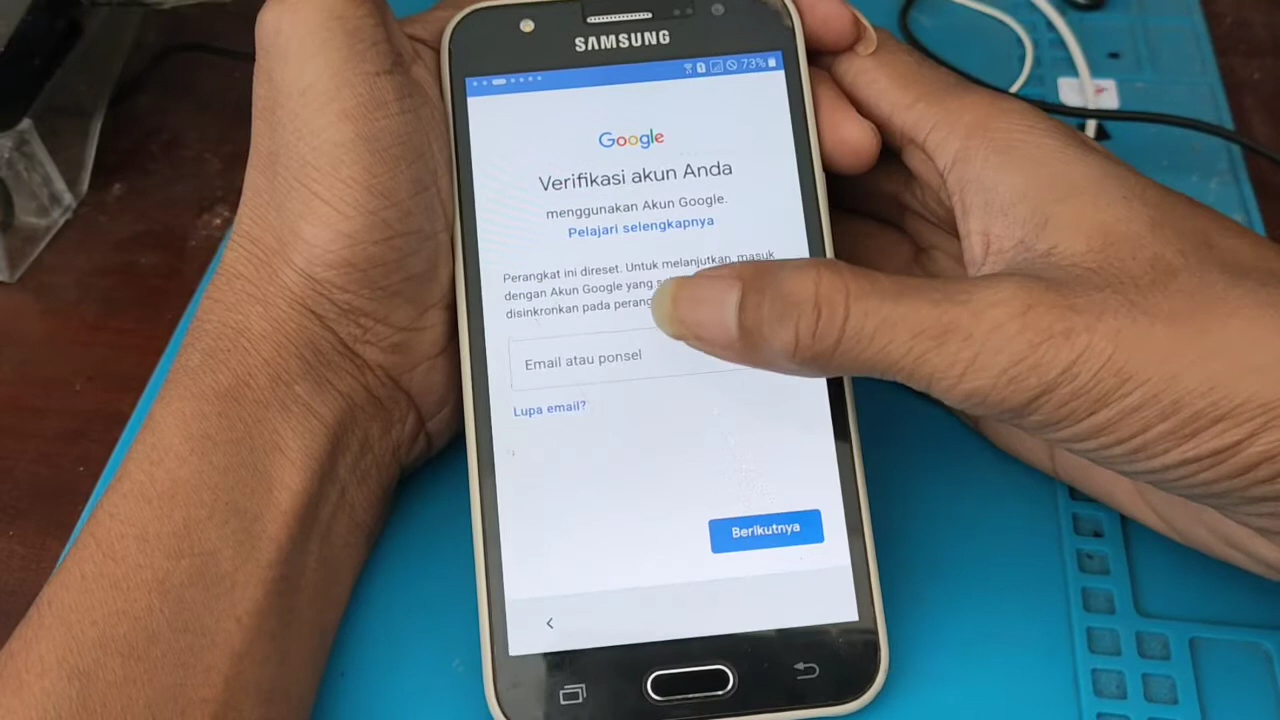 SAMSUNG
73%
Google
Verifikasi akun Anda
menggunakan Akun Google.
Pelajari selengkapnya
Perangkat ini direset. Untuk melanjutkan, masuk
dengan Akun Google yang
disinkronkan pada
Email atau ponsel
Lupa email?
Berikutnya